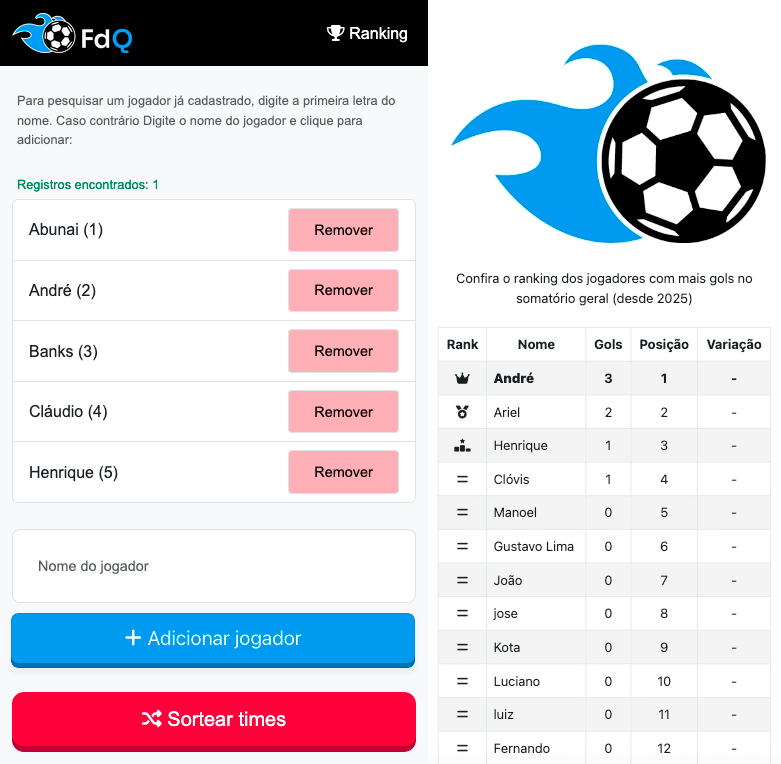 FdQ
Ranking
Para pesquisar um jogador já cadastrado, digite a primeira letra do
nome. Caso contrário Digite o nome do jogador e clique para
adicionar:
Registros encontrados: 1
Abunai (1) Remover
André (2) Remover
Banks (3) Remover
Cláudio (4) Remover
Henrique (5) Remover
Nome do jogador
Adicionar jogador
Sortear times
Confira o ranking dos jogadores com mais gols no
somatório geral (desde 2025)
Rank Nome Gols Posição Variação
André 3 1 -
Ariel 2 2 -
Henrique 1 3 -
Clóvis 1 4 -
Manoel 0 5 -
Gustavo Lima 0 6 -
João 0 7 -
jose 0 8 -
Kota 0 9 -
Luciano 0 10 -
luiz 0 11 -
Fernando 0 12 -